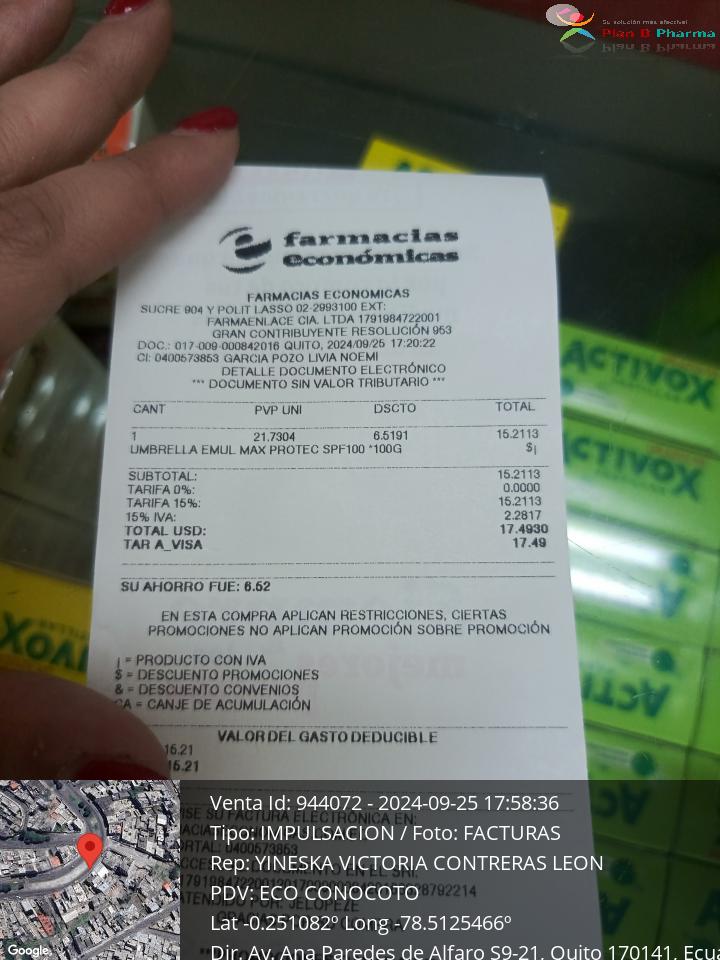 Su solución más efectiva!
Plan B Pharma
farmacias
económicas
FARMACIAS ECONOMICAS
SUCRE 904 Y POLIT LASSO 02-2993100 EXT:
FARMAENLACE CIA. LTDA 1791984722001
GRAN CONTRIBUYENTE RESOLUCIÓN 953
DOC.: 017-009-000842016 QUITO, 2024/09/25 17:20:22
CI: 0400573853 GARCIA POZO LIVIA NOEMI
DETALLE DOCUMENTO ELECTRÓNICO
*** DOCUMENTO SIN VALOR TRIBUTARIO ***
CANT PVP UNI DSCTO TOTAL
1 21.7304 6.5191 15.2113
UMBRELLA EMUL MAX PROTEC SPF100 *100G $¡
SUBTOTAL: 15.2113
TARIFA 0%: 0.0000
TARIFA 15%: 15.2113
15% IVA: 2.2817
TOTAL USD: 17.4930
TAR A_VISA 17.49
SU AHORRO FUE: 6.52
EN ESTA COMPRA APLICAN RESTRICCIONES, CIERTAS
PROMOCIONES NO APLICAN PROMOCIÓN SOBRE PROMOCIÓN
¡ = PRODUCTO CON IVA
$ = DESCUENTO PROMOCIONES
& = DESCUENTO CONVENIOS
CA = CANJE DE ACUMULACIÓN
VALOR DEL GASTO DEDUCIBLE
15.21
15.21
ACTIVOX
ACTIVOX
Venta Id: 944072 - 2024-09-25 17:58:36
Tipo: IMPULSACION / Foto: FACTURAS
Rep: YINESKA VICTORIA CONTRERAS LEON
PDV: ECO CONOCOTO
Lat -0.251082º Long -78.5125466º
Dir. Av. Ana Paredes de Alfaro S9-21, Quito 170141, Ecua
Google